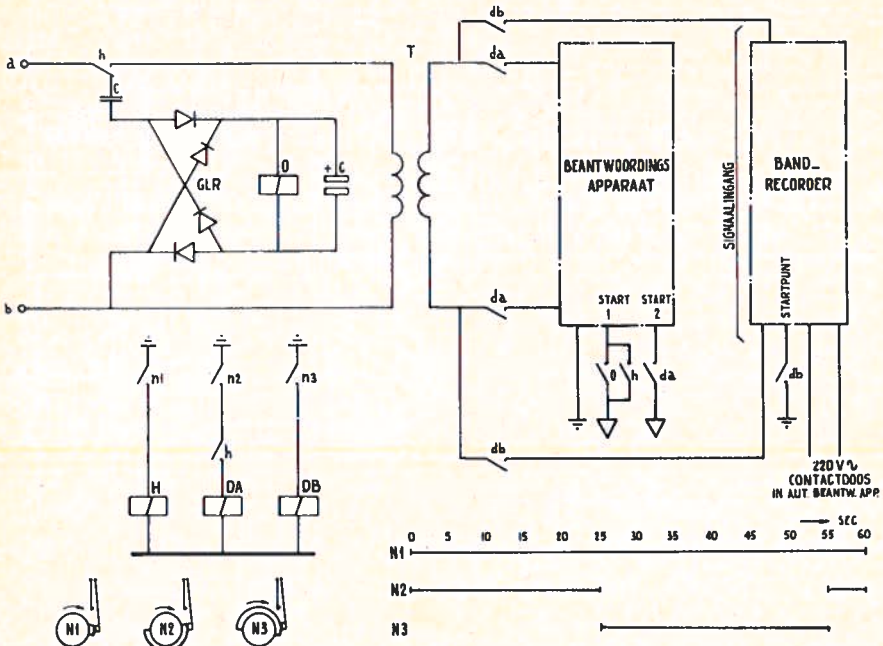 db
a
h
T
da
C
O
+ C
GLR
BEANTWOORDINGS
APPARAAT
SIGNAALINGANG
BAND_
RECORDER
STARTPUNT
b
da
START
1
START
2
n1
n2
n3
O
h
da
db
h
db
H
DA
DB
220 V ∿
CONTACTDOOS
IN AUT. BEANTW. APP.
SEC
0 5 10 15 20 25 30 35 40 45 50 55 60
N1
N2
N3
N1
N2
N3